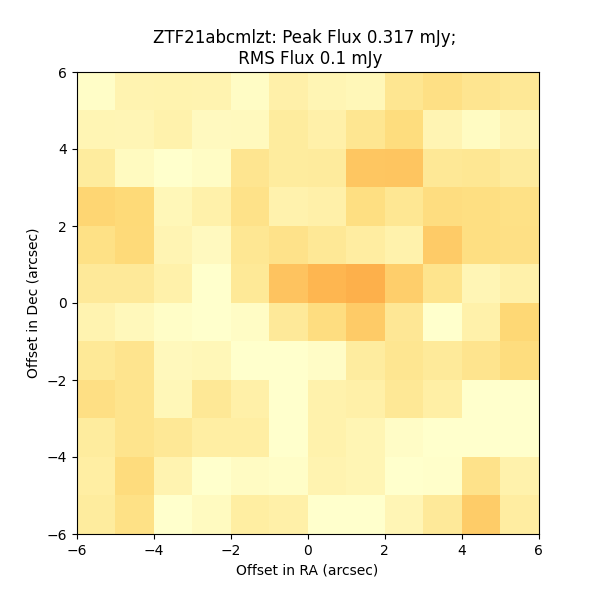 ZTF21abcmlzt: Peak Flux 0.317 mJy;
RMS Flux 0.1 mJy
6
4
2
0
−2
−4
−6
Offset in Dec (arcsec)
−6 −4 −2 0 2 4 6
Offset in RA (arcsec)